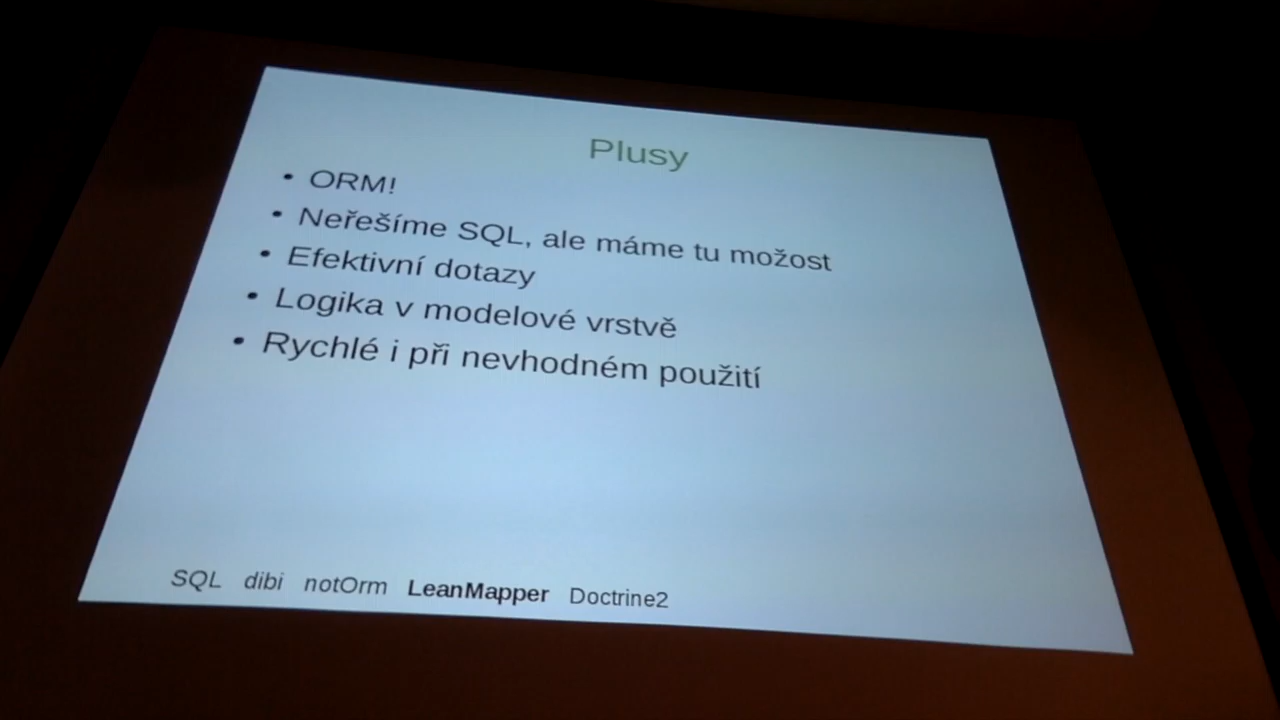 Plusy
• ORM!
• Neřešíme SQL, ale máme tu možost
• Efektivní dotazy
• Logika v modelové vrstvě
• Rychlé i při nevhodném použití
SQL dibi notOrm LeanMapper Doctrine2